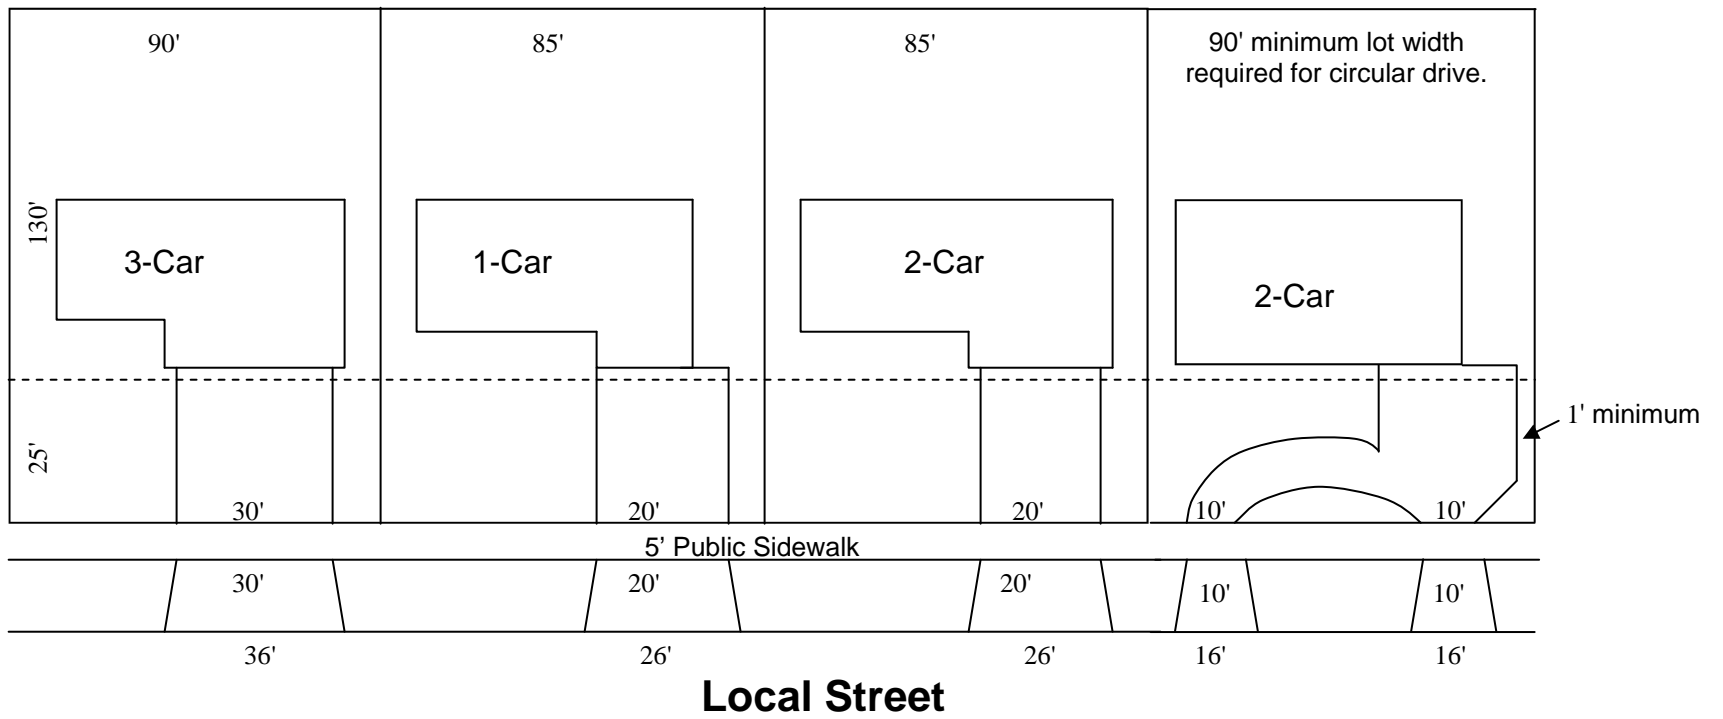 90'
85'
85'
90' minimum lot width
required for circular drive.
130'
3-Car
1-Car
2-Car
2-Car
1' minimum
25'
30'
20'
20'
10'
10'
5’ Public Sidewalk
30'
20'
20'
10'
10'
36'
26'
26'
16'
16'
Local Street